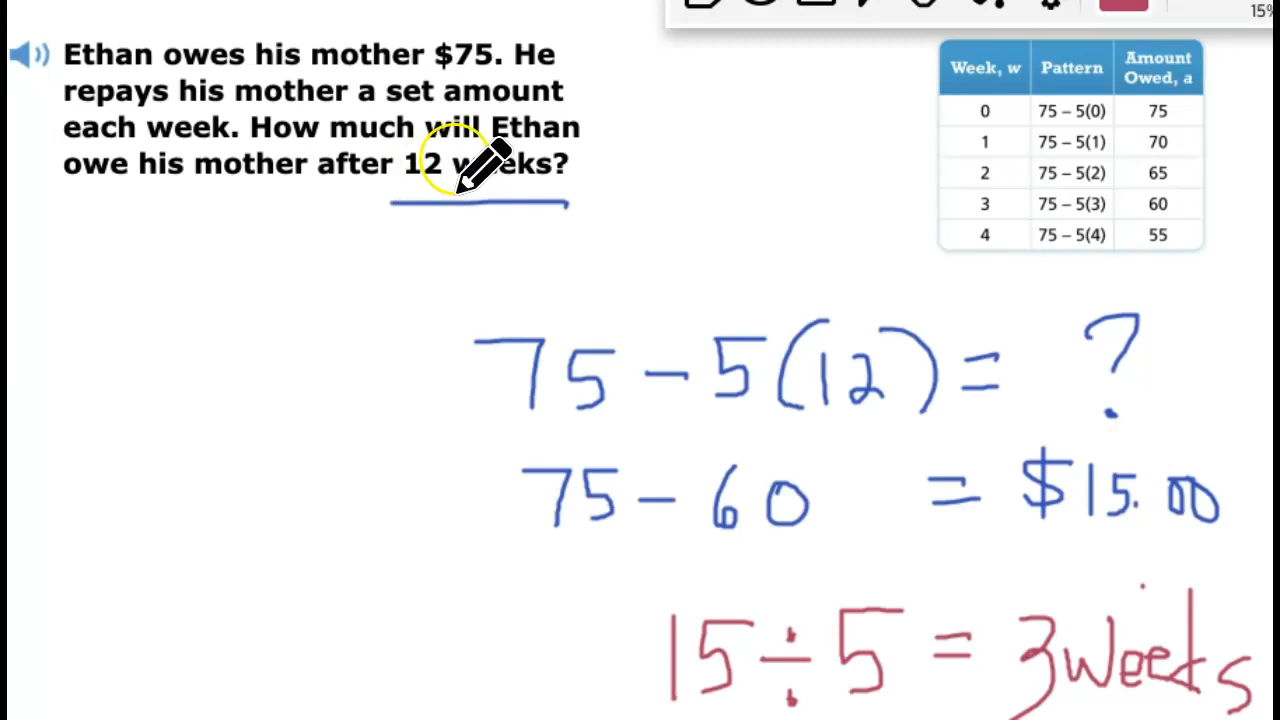 15%
Ethan owes his mother $75. He
repays his mother a set amount
each week. How much will Ethan
owe his mother after 12 weeks?
Week, w Pattern Amount Owed, a
0 75 – 5(0) 75
1 75 – 5(1) 70
2 75 – 5(2) 65
3 75 – 5(3) 60
4 75 – 5(4) 55
75 – 5(12) = ?
75 – 60 = $15.00
15 ÷ 5 = 3 weeks